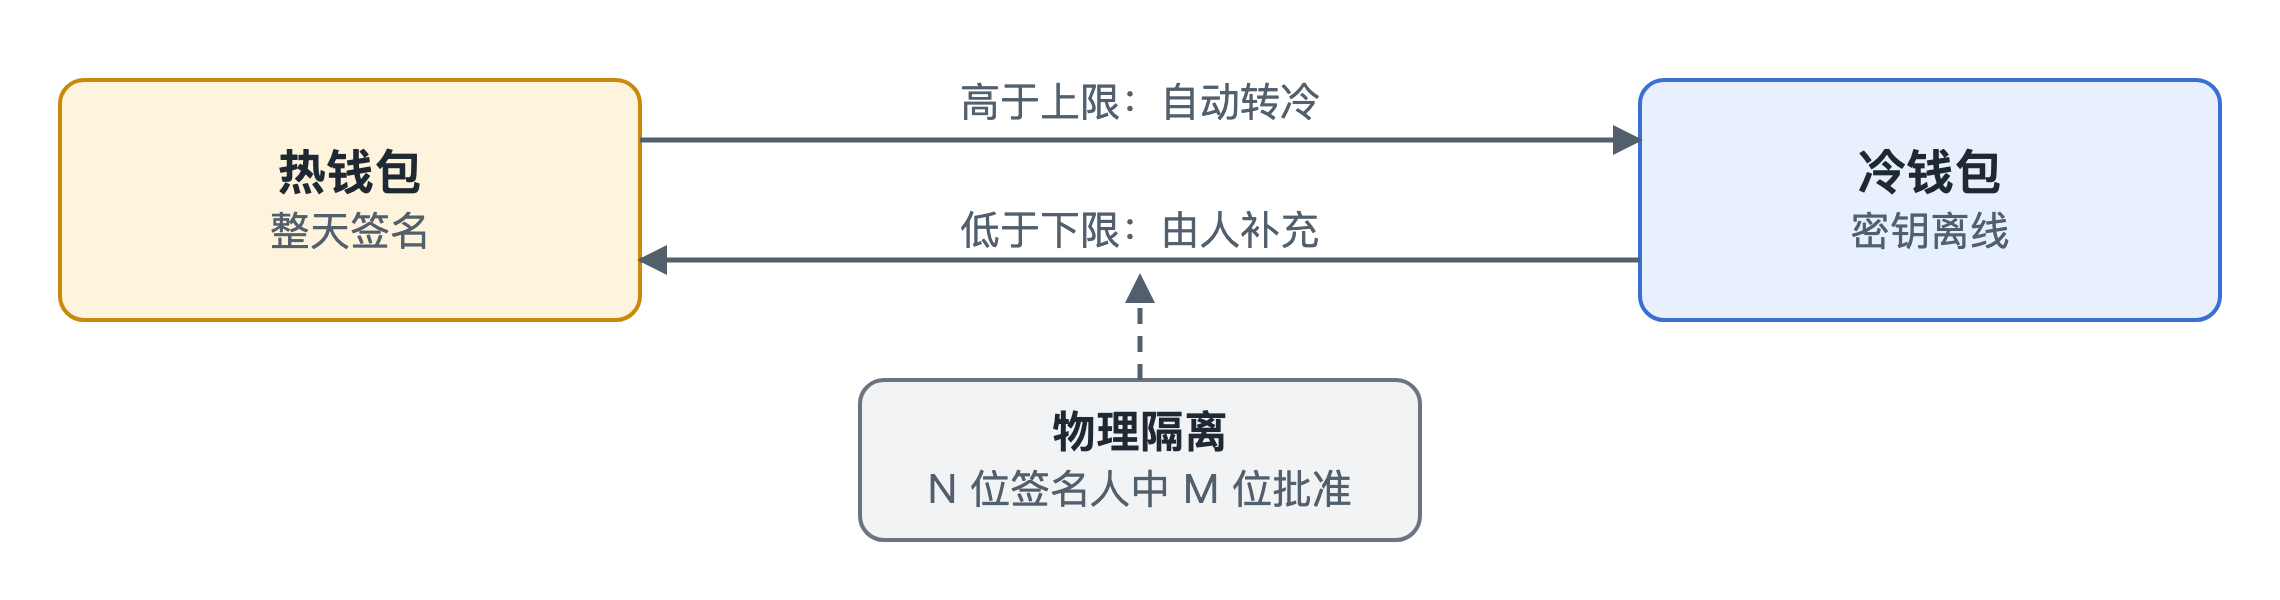 高于上限：自动转冷
热钱包
整天签名
冷钱包
密钥离线
低于下限：由人补充
物理隔离
N 位签名人中 M 位批准